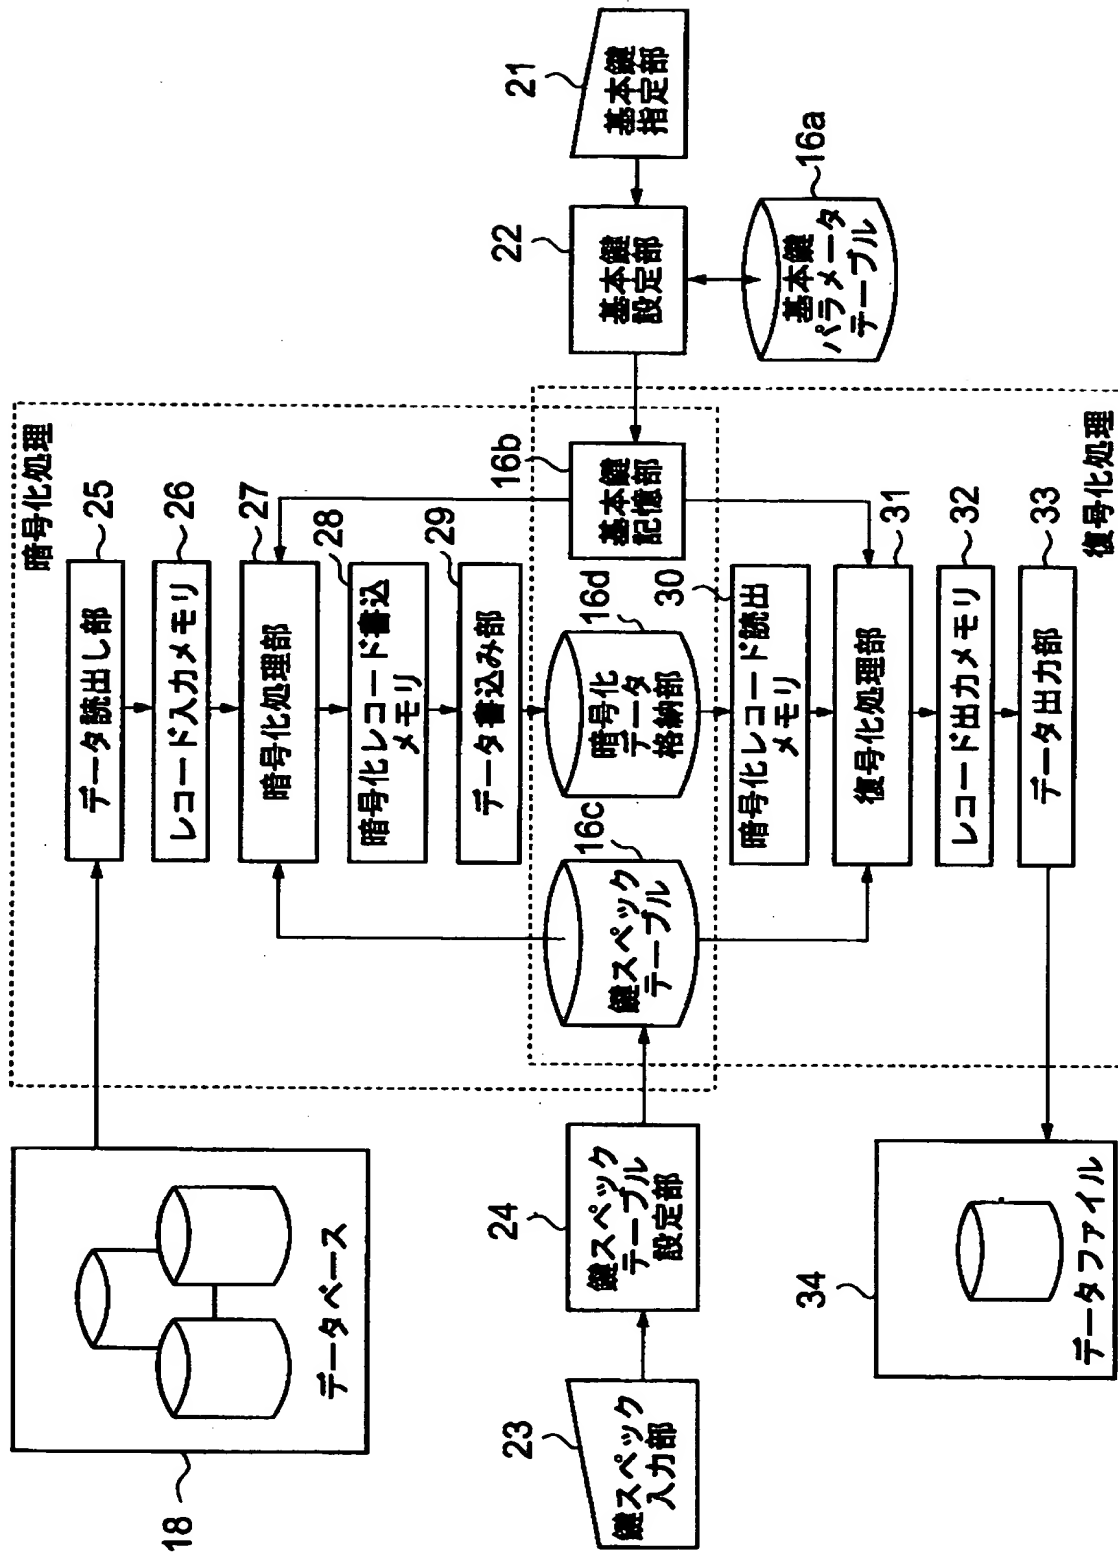 暗号化処理
18
データベース
データ読出し部
25
レコード入力メモリ
26
暗号化処理部
27
暗号化レコード書込
メモリ
28
データ書込み部
29
23
鍵スペック
入力部
24
鍵スペック
テーブル
設定部
16c
鍵スペック
テーブル
16d
暗号化
データ
格納部
16b
基本鍵
記憶部
22
基本鍵
設定部
21
基本鍵
指定部
16a
基本鍵
パラメータ
テーブル
30
暗号化レコード読出
メモリ
31
復号化処理部
32
レコード出力メモリ
33
データ出力部
34
データファイル
復号化処理